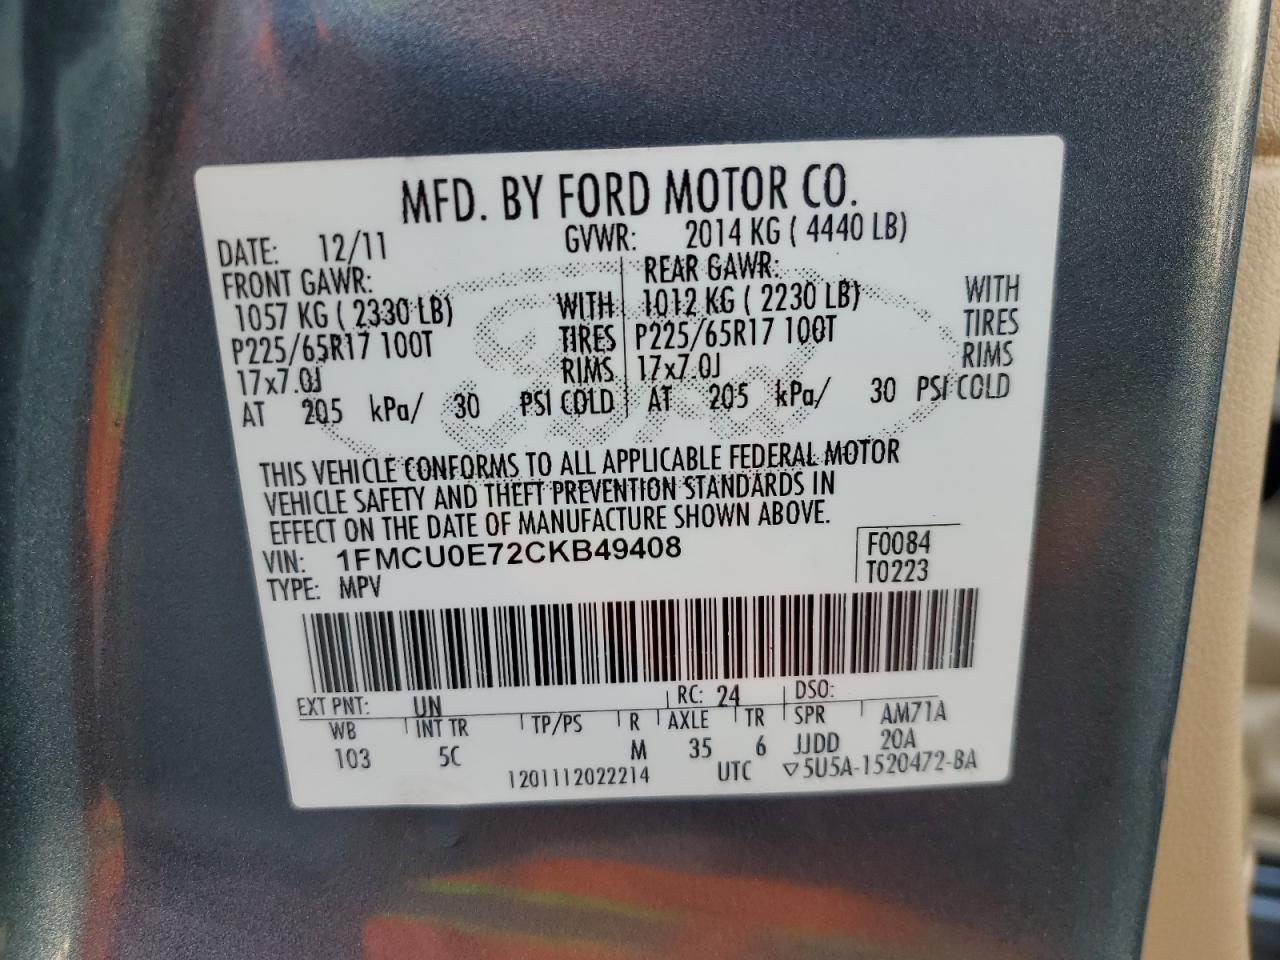 MFD. BY FORD MOTOR CO.
DATE: 12/11 GVWR: 2014 KG ( 4440 LB)
FRONT GAWR: REAR GAWR:
1057 KG ( 2330 LB) WITH 1012 KG ( 2230 LB) WITH
P225/65R17 100T TIRES P225/65R17 100T TIRES
17x7.0J RIMS 17x7.0J RIMS
AT 205 kPa/ 30 PSI COLD AT 205 kPa/ 30 PSI COLD
THIS VEHICLE CONFORMS TO ALL APPLICABLE FEDERAL MOTOR
VEHICLE SAFETY AND THEFT PREVENTION STANDARDS IN
EFFECT ON THE DATE OF MANUFACTURE SHOWN ABOVE.
VIN: 1FMCU0E72CKB49408 F0084
TYPE: MPV T0223
EXT PNT: UN RC: 24 DSO:
WB INT TR TP/PS R AXLE TR SPR AM71A
103 5C M 35 6 JJDD 20A
1201112022214 UTC ▽5U5A-1520472-BA